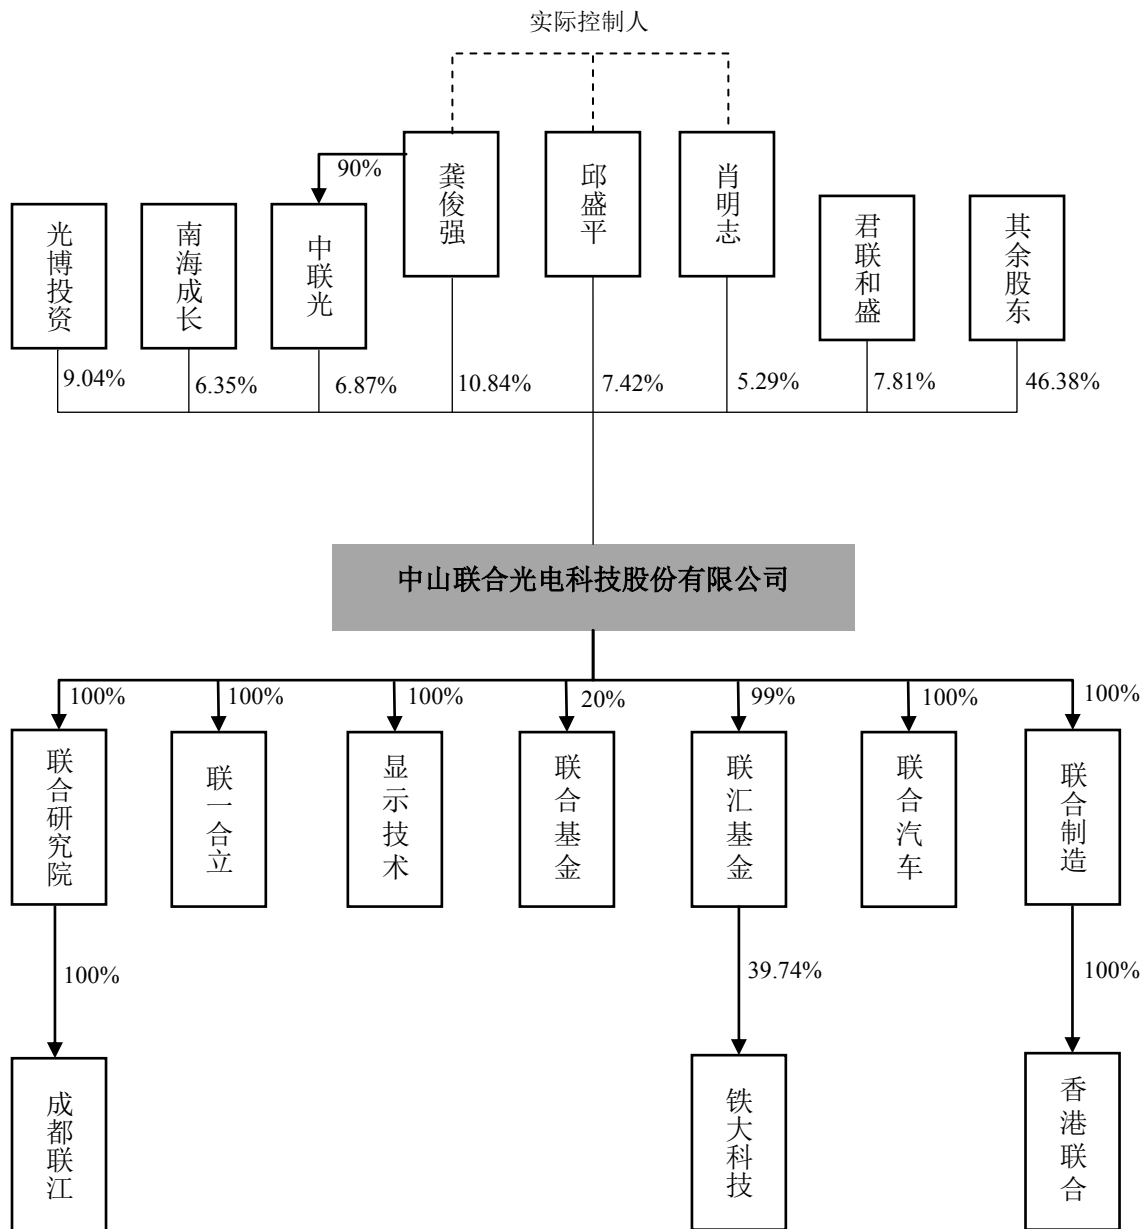 实际控制人
90%
龚俊强
邱盛平
肖明志
光博投资
南海成长
中联光
君联和盛
其余股东
9.04%
6.35%
6.87%
10.84%
7.42%
5.29%
7.81%
46.38%
中山联合光电科技股份有限公司
100%
100%
100%
20%
99%
100%
100%
联合研究院
联一合立
显示技术
联合基金
联汇基金
联合汽车
联合制造
100%
39.74%
100%
成都联江
铁大科技
香港联合